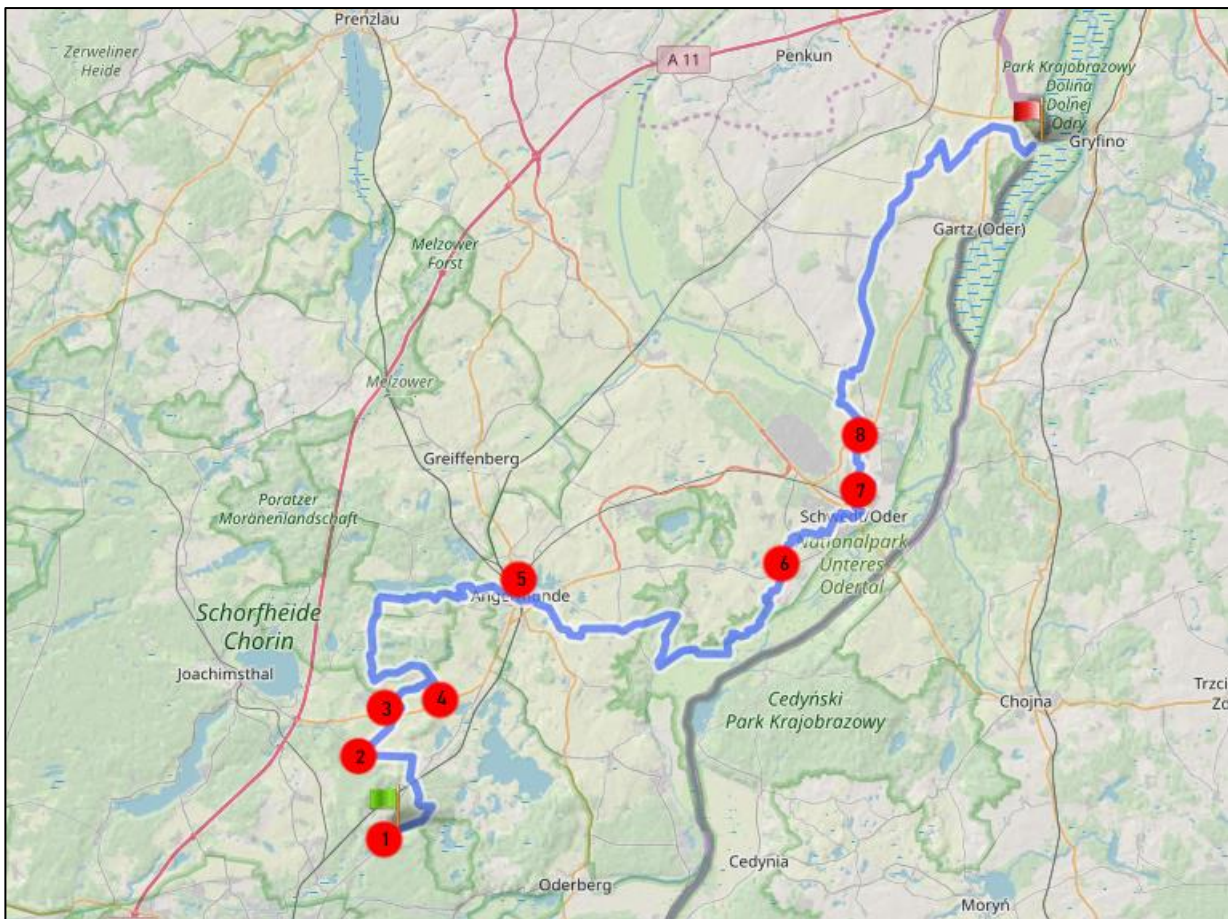 Prenzlau
Zerweliner
Heide
A 11
Penkun
Park Krajobrazowy
Dolina
Dolnej
Odry
Gryfino
Gartz (Oder)
Melzower
Forst
Melzower
Greiffenberg
Poratzer
Moränenlandschaft
8
7
Schwedt/Oder
Nationalpark
Unteres
Odertal
6
5
Angermünde
Schorfheide
Chorin
Joachimsthal
4
3
2
1
Cedyński
Park Krajobrazowy
Chojna
Cedynia
Oderberg
Moryń